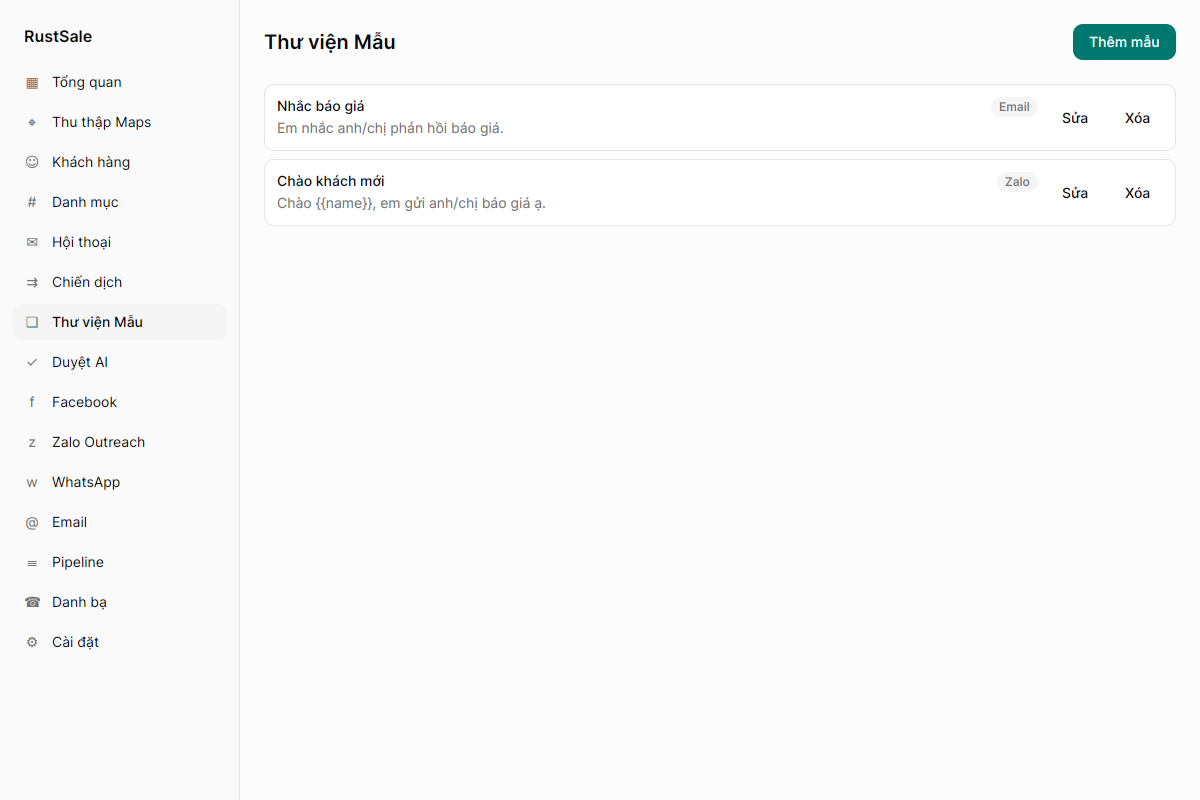 RustSale
Tổng quan
Thu thập Maps
Khách hàng
# Danh mục
Hội thoại
Chiến dịch
Thư viện Mẫu
Duyệt AI
f Facebook
z Zalo Outreach
w WhatsApp
@ Email
Pipeline
Danh bạ
Cài đặt
Thư viện Mẫu
Thêm mẫu
Nhắc báo giá
Em nhắc anh/chị phản hồi báo giá.
Email
Sửa
Xóa
Chào khách mới
Chào {{name}}, em gửi anh/chị báo giá ạ.
Zalo
Sửa
Xóa